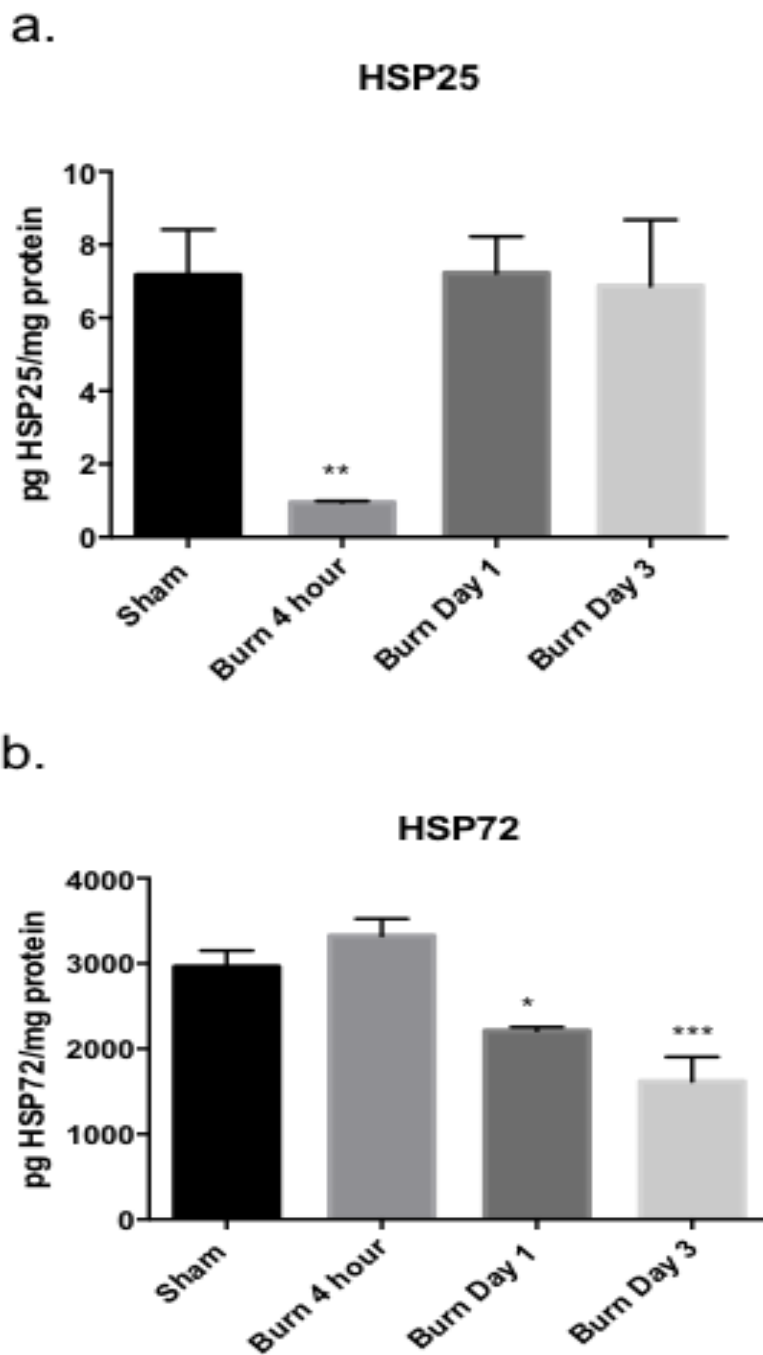 a.
HSP25
pg HSP25/mg protein
10
8
6
4
2
0
**
Sham
Burn 4 hour
Burn Day 1
Burn Day 3
b.
HSP72
pg HSP72/mg protein
4000
3000
2000
1000
0
*
***
Sham
Burn 4 hour
Burn Day 1
Burn Day 3